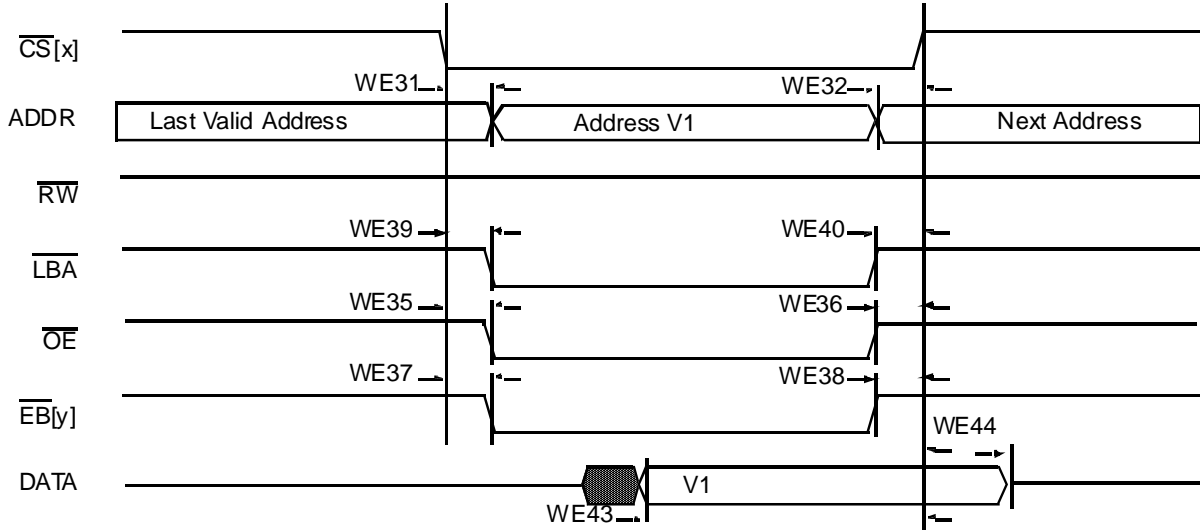 CS[x]
WE31
WE32
ADDR
Last Valid Address
Address V1
Next Address
RW
WE39
WE40
LBA
WE35
WE36
OE
WE37
WE38
EB[y]
WE44
DATA
V1
WE43